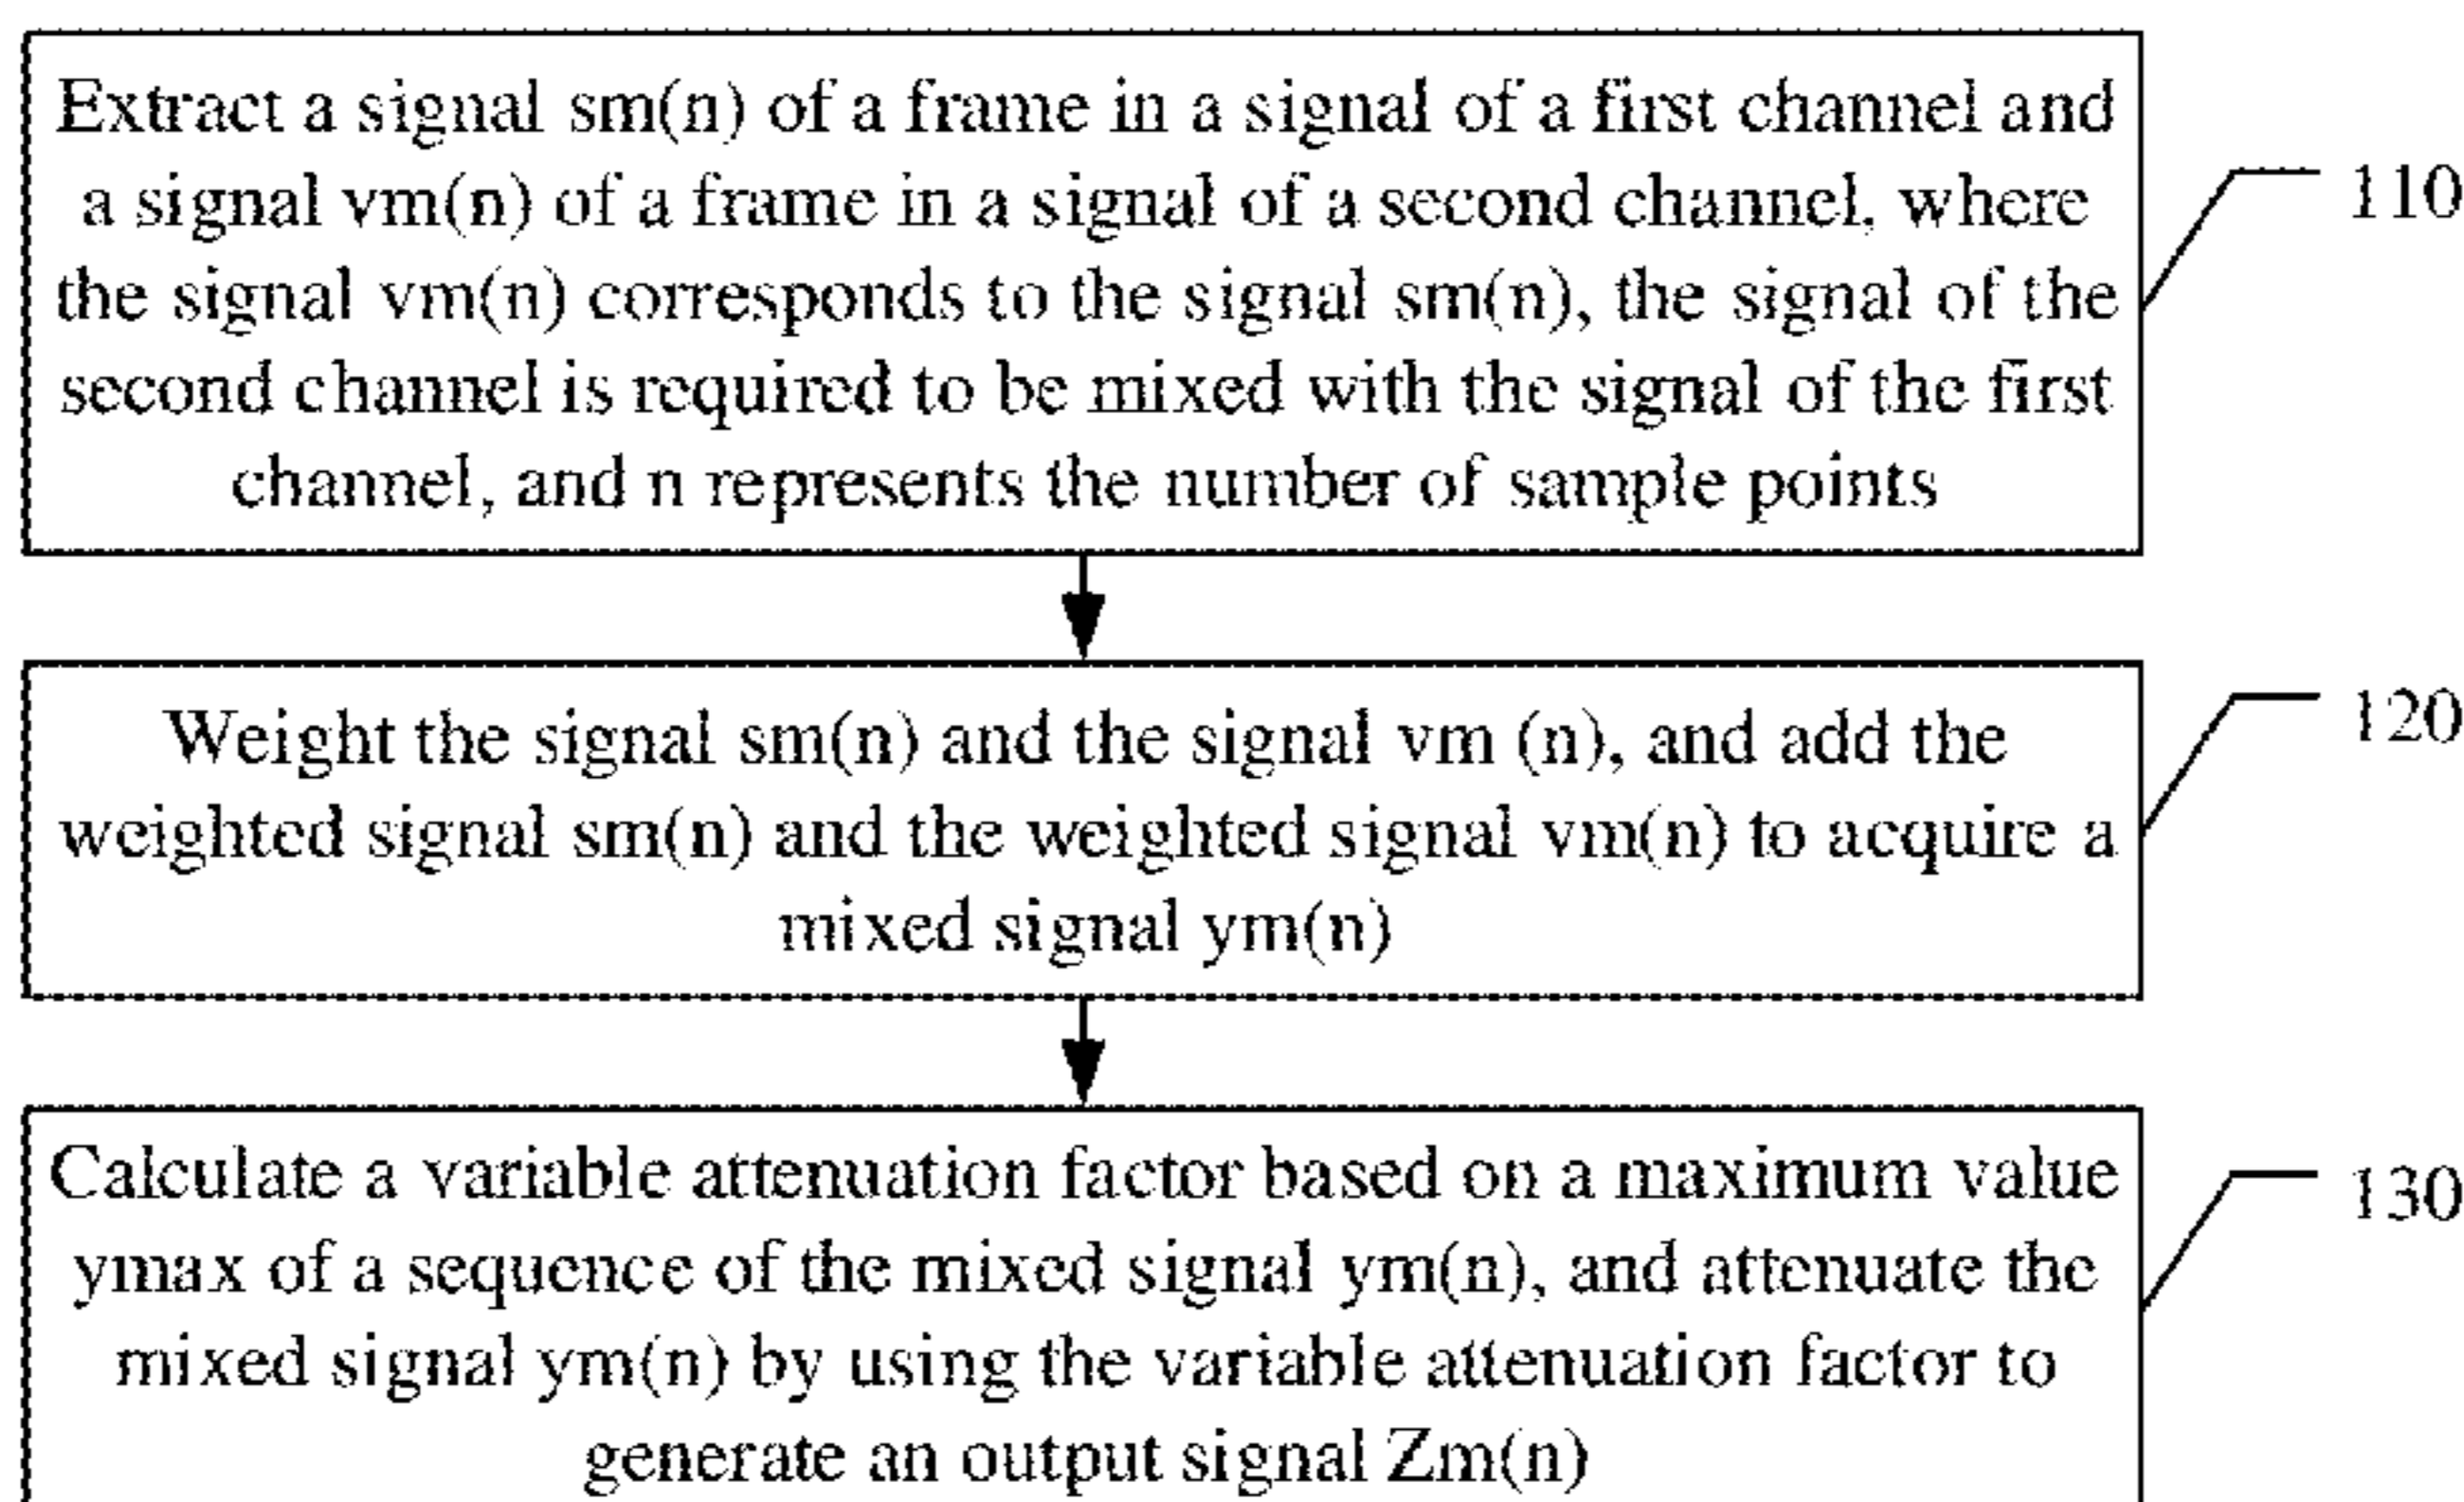 Extract a signal sm(n) of a frame in a signal of a first channel and
a signal vm(n) of a frame in a signal of a second channel, where
the signal vm(n) corresponds to the signal sm(n), the signal of the
second channel is required to be mixed with the signal of the first
channel, and n represents the number of sample points
110
Weight the signal sm(n) and the signal vm (n), and add the
weighted signal sm(n) and the weighted signal vm(n) to acquire a
mixed signal ym(n)
120
Calculate a variable attenuation factor based on a maximum value
ymax of a sequence of the mixed signal ym(n), and attenuate the
mixed signal ym(n) by using the variable attenuation factor to
generate an output signal Zm(n)
130